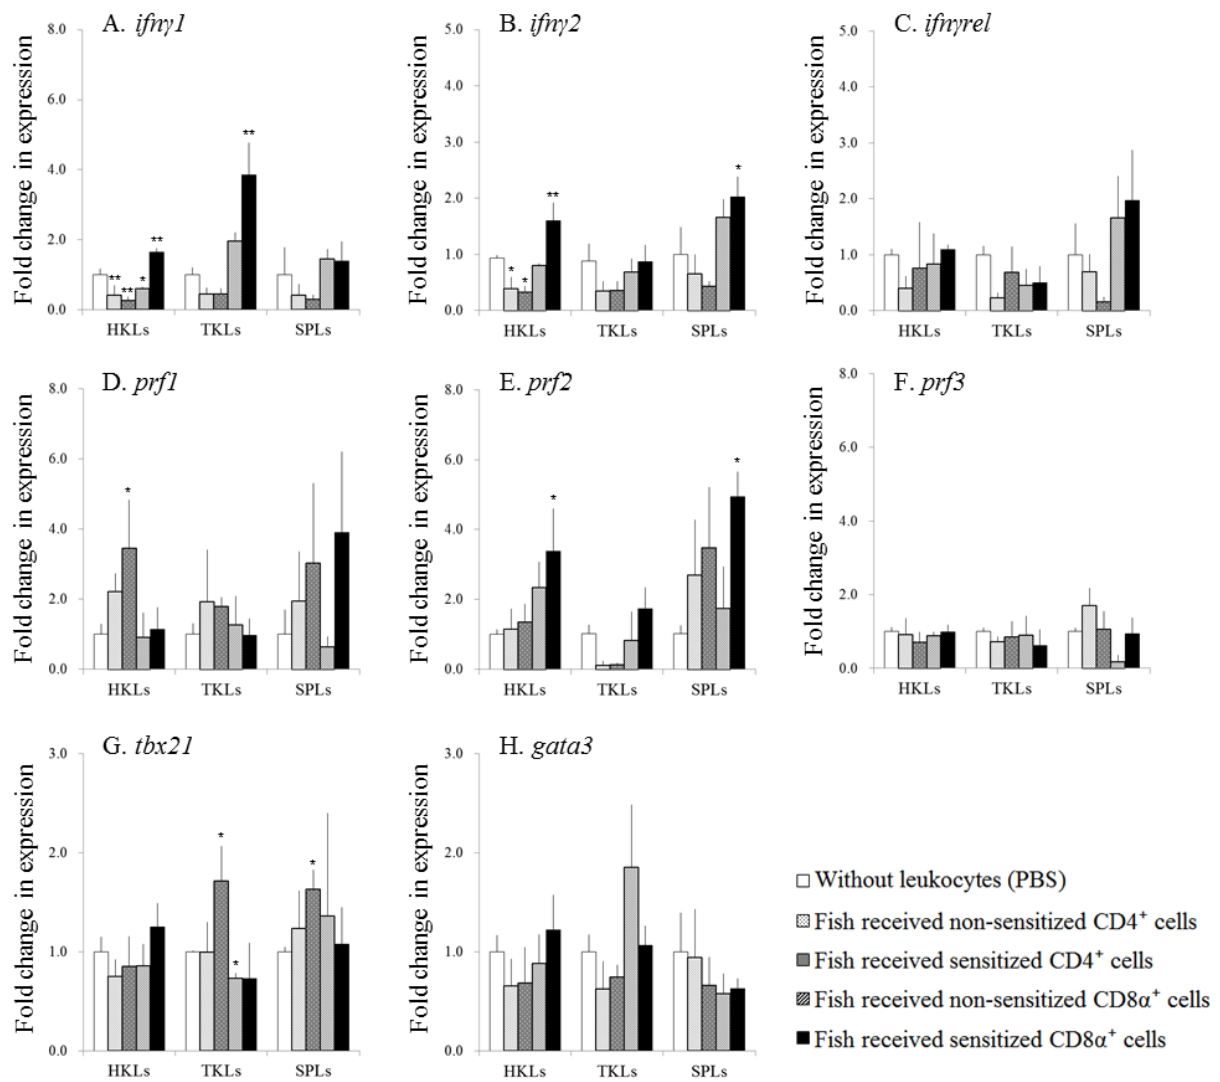 A. ifnγ1
Fold change in expression
8.0
6.0
4.0
2.0
0.0
** ** * ** **
HKLs TKLs SPLs
B. ifnγ2
Fold change in expression
5.0
4.0
3.0
2.0
1.0
0.0
* * ** *
HKLs TKLs SPLs
C. ifnγrel
Fold change in expression
5.0
4.0
3.0
2.0
1.0
0.0
HKLs TKLs SPLs
D. prf1
Fold change in expression
8.0
6.0
4.0
2.0
0.0
*
HKLs TKLs SPLs
E. prf2
Fold change in expression
8.0
6.0
4.0
2.0
0.0
* *
HKLs TKLs SPLs
F. prf3
Fold change in expression
8.0
6.0
4.0
2.0
0.0
HKLs TKLs SPLs
G. tbx21
Fold change in expression
3.0
2.0
1.0
0.0
* * *
HKLs TKLs SPLs
H. gata3
Fold change in expression
3.0
2.0
1.0
0.0
HKLs TKLs SPLs
Without leukocytes (PBS)
Fish received non-sensitized CD4⁺ cells
Fish received sensitized CD4⁺ cells
Fish received non-sensitized CD8α⁺ cells
Fish received sensitized CD8α⁺ cells